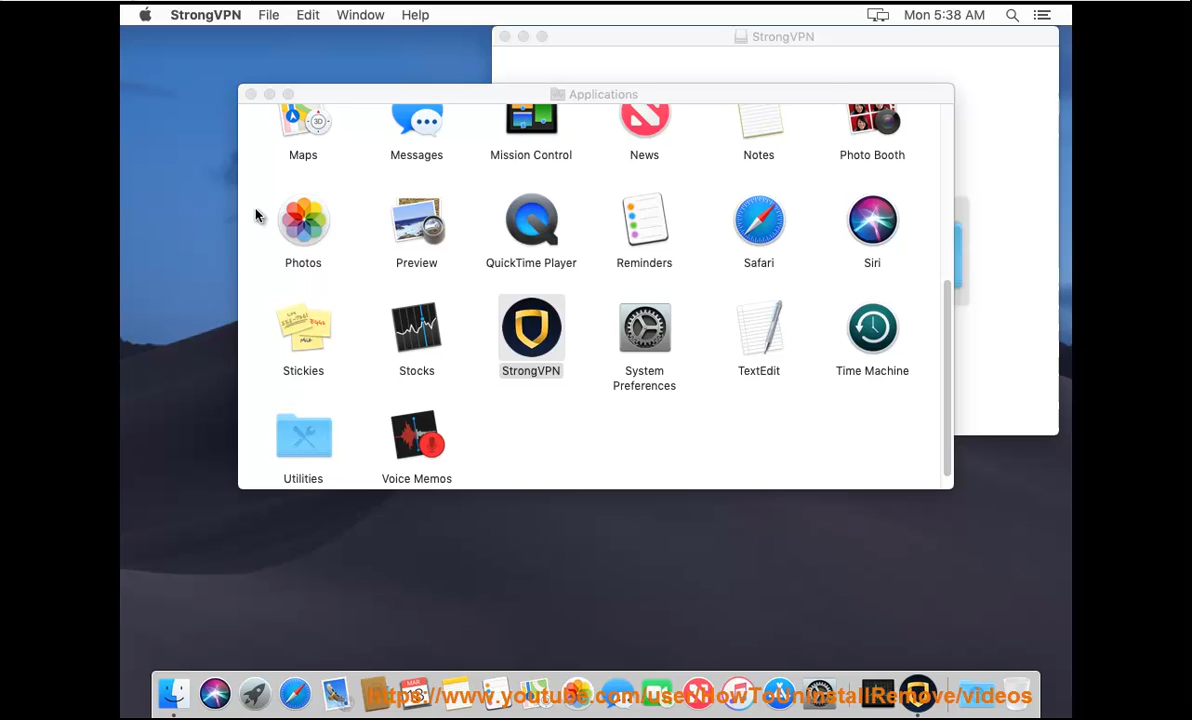 StrongVPN File Edit Window Help Mon 5:38 AM
StrongVPN
Applications
3D
Maps Messages Mission Control News Notes Photo Booth
Photos Preview QuickTime Player Reminders Safari Siri
Stickies Stocks StrongVPN System Preferences TextEdit Time Machine
Utilities Voice Memos
https://www.youtube.com/user/HowToUninstallRemove/videos